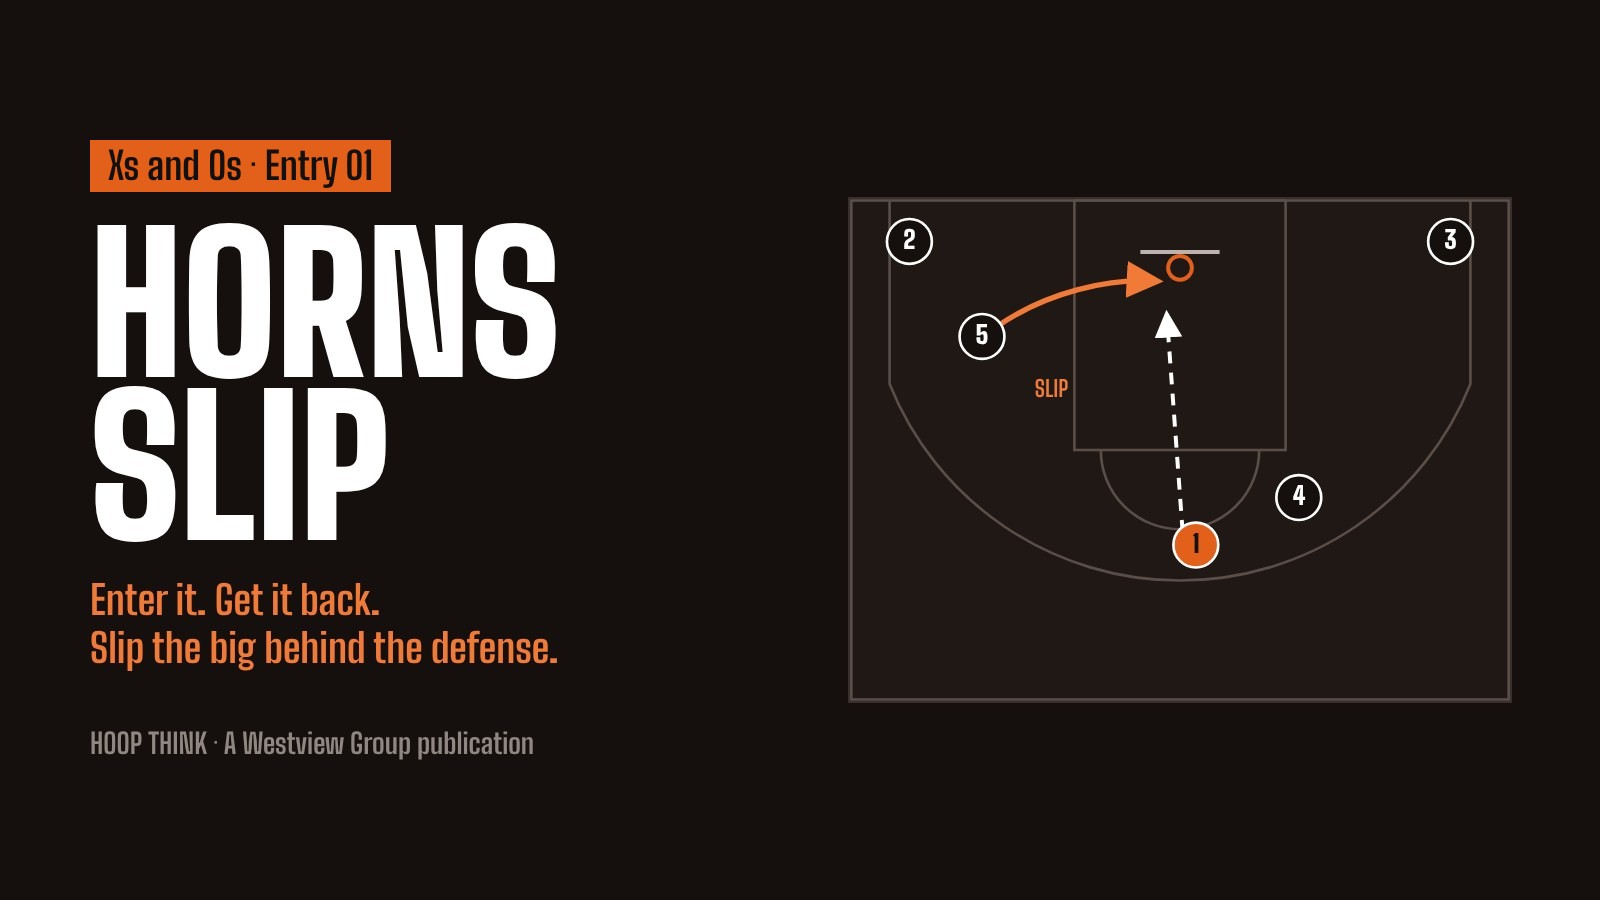 Xs and Os · Entry 01
HORNS
SLIP
Enter it. Get it back.
Slip the big behind the defense.
HOOP THINK · A Westview Group publication
2
3
5
SLIP
4
1